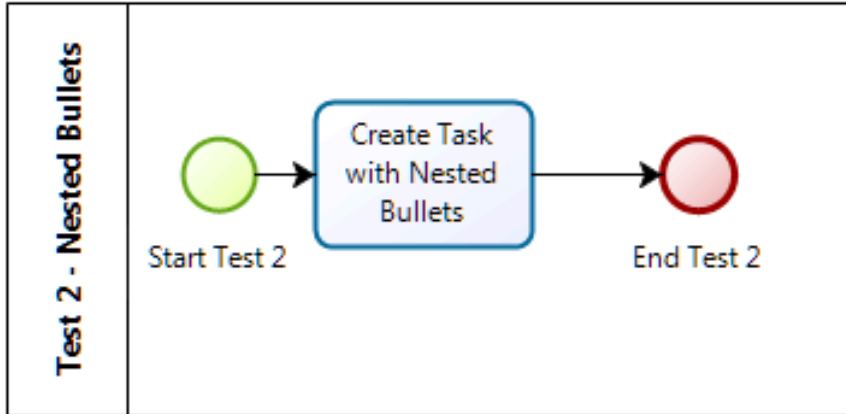 Test 2 - Nested Bullets
Create Task
with Nested
Bullets
Start Test 2
End Test 2